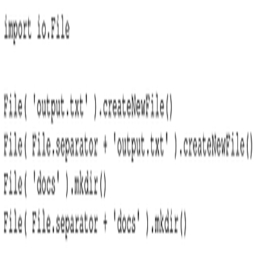 import io.File
File( 'output.txt' ).createNewFile()
File( File.separator + 'output.txt' ).createNewFile()
File( 'docs' ).mkdir()
File( File.separator + 'docs' ).mkdir()